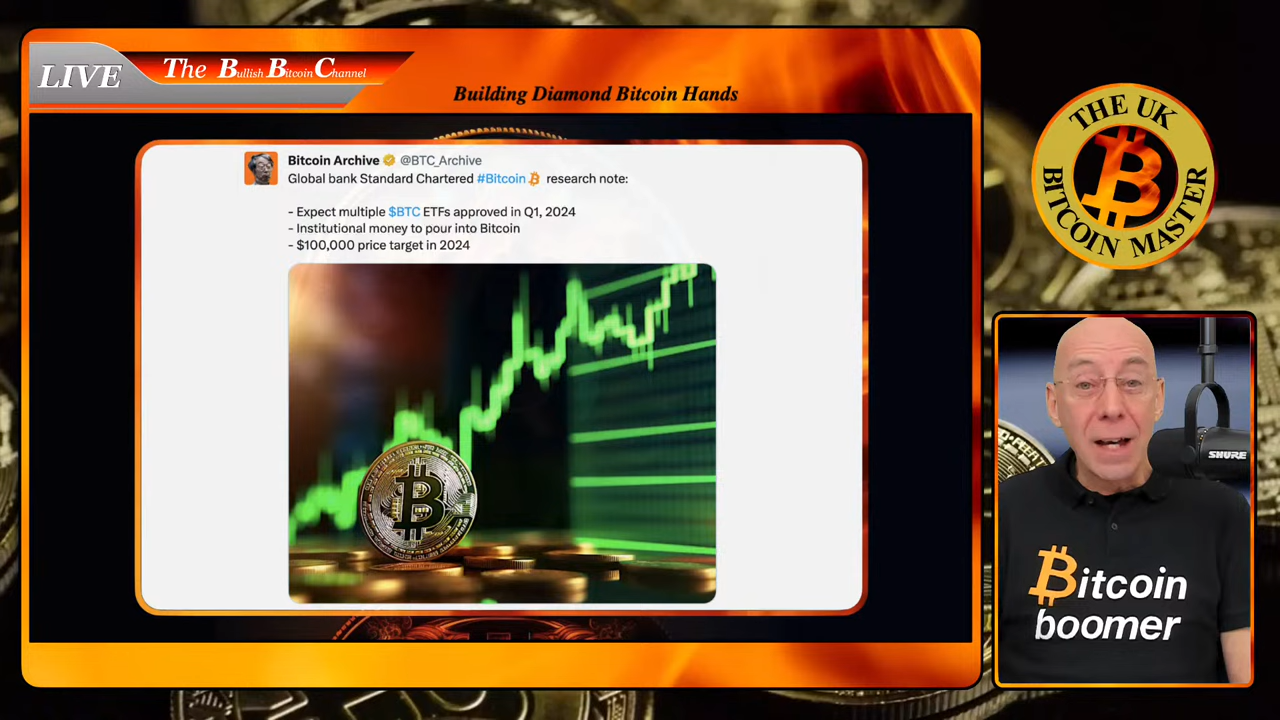 LIVE
The Bullish Bitcoin Channel
Building Diamond Bitcoin Hands
Bitcoin Archive @BTC_Archive
Global bank Standard Chartered #Bitcoin research note:
- Expect multiple $BTC ETFs approved in Q1, 2024
- Institutional money to pour into Bitcoin
- $100,000 price target in 2024
THE UK
BITCOIN MASTER
SHURE
Bitcoin
boomer